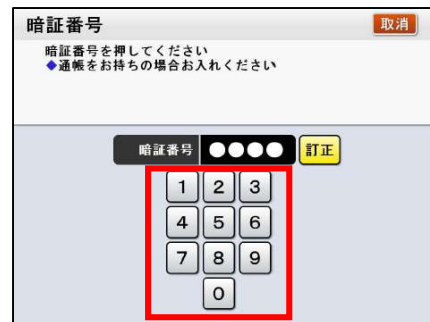 暗証番号
取消
暗証番号を押してください
◆通帳をお持ちの場合お入れください
暗証番号 ●●●● 訂正
1 2 3
4 5 6
7 8 9
0